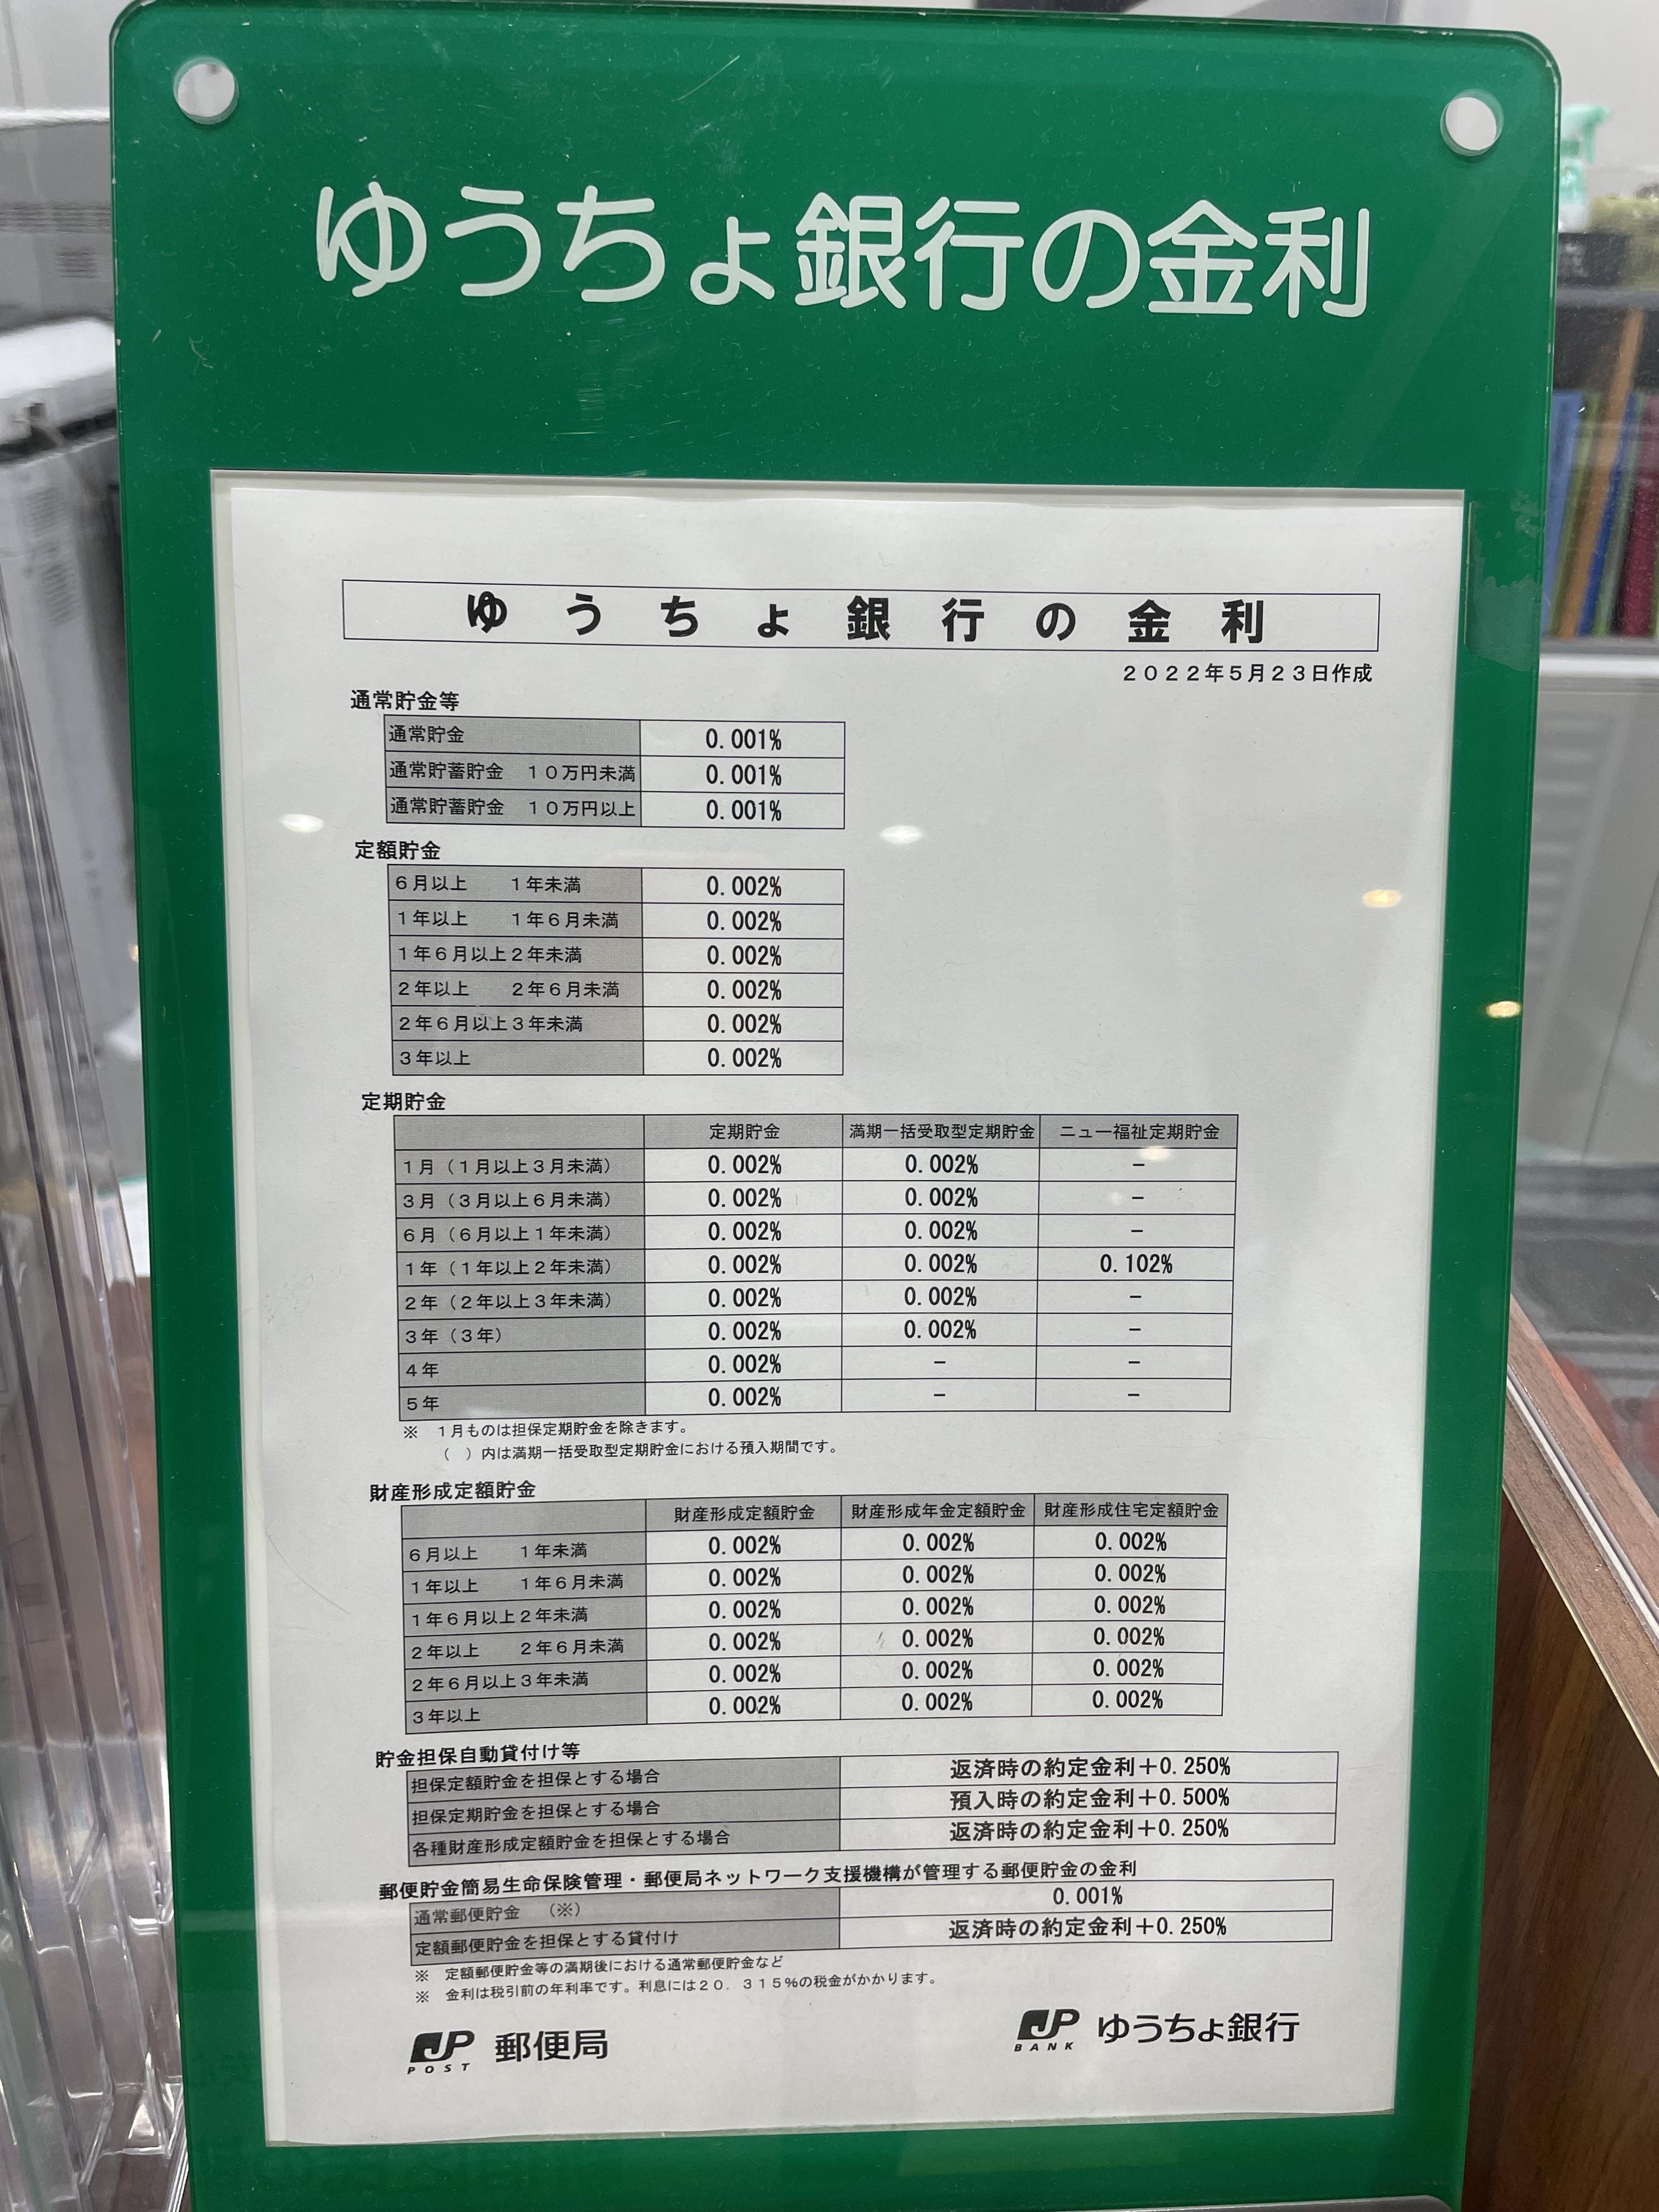 ゆうちょ銀行の金利
ゆうちょ銀行の金利
2022年5月23日作成
通常貯金等
通常貯金 0.001%
通常貯蓄貯金 10万円未満 0.001%
通常貯蓄貯金 10万円以上 0.001%
定額貯金
6月以上 1年未満 0.002%
1年以上 1年6月未満 0.002%
1年6月以上2年未満 0.002%
2年以上 2年6月未満 0.002%
2年6月以上3年未満 0.002%
3年以上 0.002%
定期貯金
定期貯金 満期一括受取型定期貯金 ニュー福祉定期貯金
1月(1月以上3月未満) 0.002% 0.002% －
3月(3月以上6月未満) 0.002% 0.002% －
6月(6月以上1年未満) 0.002% 0.002% －
1年(1年以上2年未満) 0.002% 0.002% 0.102%
2年(2年以上3年未満) 0.002% 0.002% －
3年(3年) 0.002% 0.002% －
4年 0.002% － －
5年 0.002% － －
※ 1月ものは担保定期貯金を除きます。
( )内は満期一括受取型定期貯金における預入期間です。
財産形成定額貯金
財産形成定額貯金 財産形成年金定額貯金 財産形成住宅定額貯金
6月以上 1年未満 0.002% 0.002% 0.002%
1年以上 1年6月未満 0.002% 0.002% 0.002%
1年6月以上2年未満 0.002% 0.002% 0.002%
2年以上 2年6月未満 0.002% 0.002% 0.002%
2年6月以上3年未満 0.002% 0.002% 0.002%
3年以上 0.002% 0.002% 0.002%
貯金担保自動貸付け等
担保定額貯金を担保とする場合 返済時の約定金利＋0.250%
担保定期貯金を担保とする場合 預入時の約定金利＋0.500%
各種財産形成定額貯金を担保とする場合 返済時の約定金利＋0.250%
郵便貯金簡易生命保険管理・郵便局ネットワーク支援機構が管理する郵便貯金の金利
通常郵便貯金 (※) 0.001%
定額郵便貯金を担保とする貸付け 返済時の約定金利＋0.250%
※ 定額郵便貯金等の満期後における通常郵便貯金など
※ 金利は税引前の年利率です。利息には20.315%の税金がかかります。
JP POST 郵便局
JP BANK ゆうちょ銀行